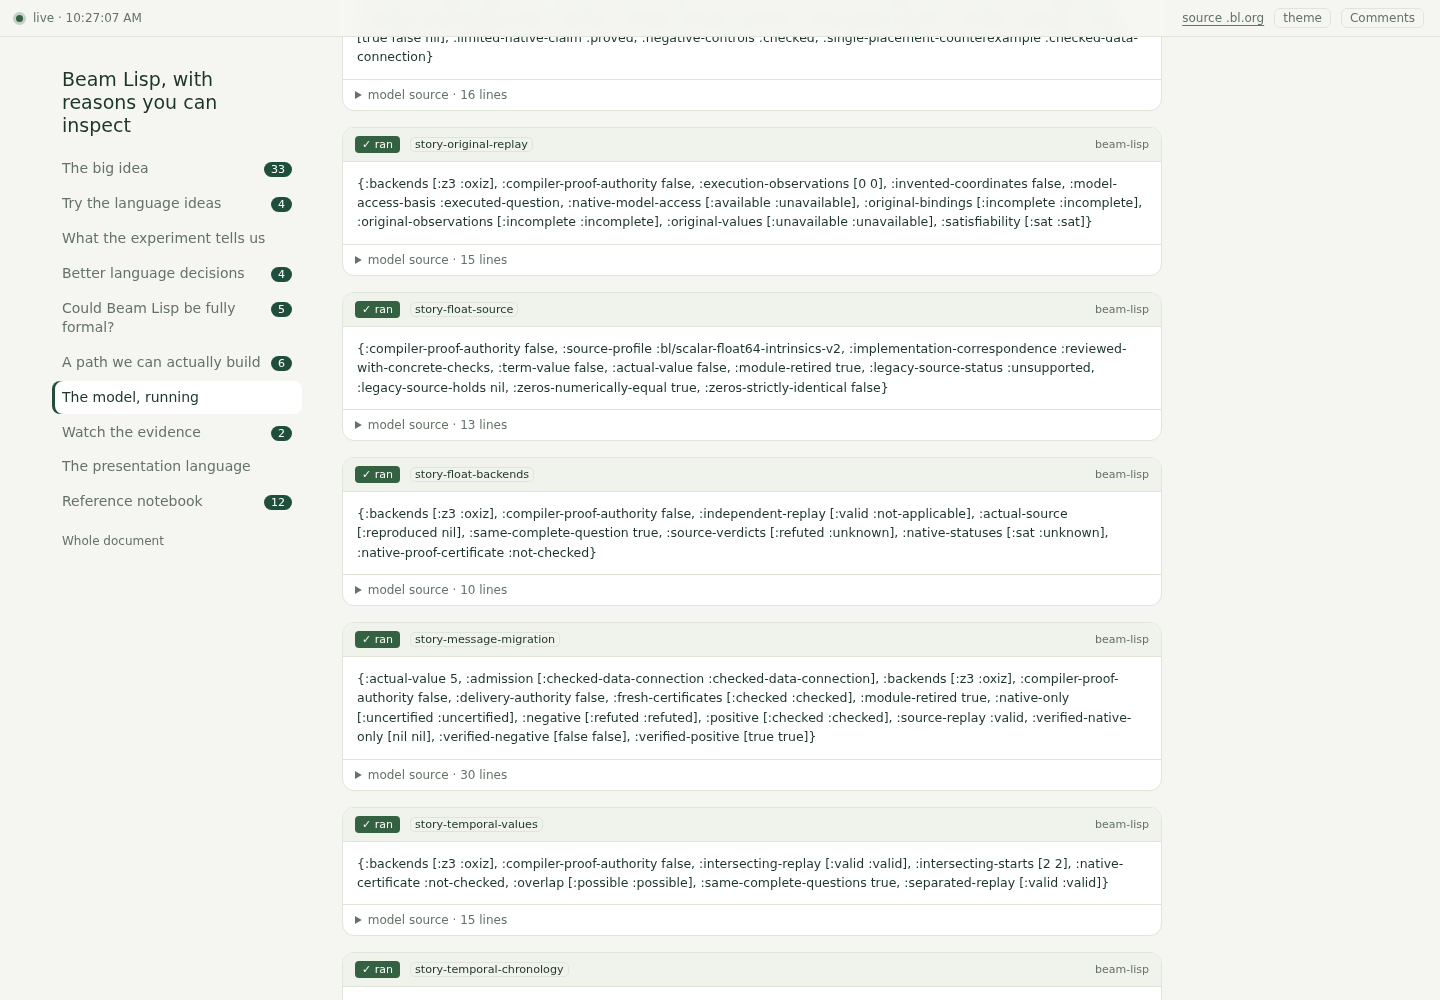 live · 10:27:07 AM
source .bl.org
theme
Comments
Beam Lisp, with
reasons you can
inspect
The big idea 33
Try the language ideas 4
What the experiment tells us
Better language decisions 4
Could Beam Lisp be fully 5
formal?
A path we can actually build 6
The model, running
Watch the evidence 2
The presentation language
Reference notebook 12
Whole document
[true false nil], :limited-native-claim :proved, :negative-controls :checked, :single-placement-counterexample :checked-data-
connection}
▶ model source · 16 lines
✓ ran story-original-replay beam-lisp
{:backends [:z3 :oxiz], :compiler-proof-authority false, :execution-observations [0 0], :invented-coordinates false, :model-
access-basis :executed-question, :native-model-access [:available :unavailable], :original-bindings [:incomplete :incomplete],
:original-observations [:incomplete :incomplete], :original-values [:unavailable :unavailable], :satisfiability [:sat :sat]}
▶ model source · 15 lines
✓ ran story-float-source beam-lisp
{:compiler-proof-authority false, :source-profile :bl/scalar-float64-intrinsics-v2, :implementation-correspondence :reviewed-
with-concrete-checks, :term-value false, :actual-value false, :module-retired true, :legacy-source-status :unsupported,
:legacy-source-holds nil, :zeros-numerically-equal true, :zeros-strictly-identical false}
▶ model source · 13 lines
✓ ran story-float-backends beam-lisp
{:backends [:z3 :oxiz], :compiler-proof-authority false, :independent-replay [:valid :not-applicable], :actual-source
[:reproduced nil], :same-complete-question true, :source-verdicts [:refuted :unknown], :native-statuses [:sat :unknown],
:native-proof-certificate :not-checked}
▶ model source · 10 lines
✓ ran story-message-migration beam-lisp
{:actual-value 5, :admission [:checked-data-connection :checked-data-connection], :backends [:z3 :oxiz], :compiler-proof-
authority false, :delivery-authority false, :fresh-certificates [:checked :checked], :module-retired true, :native-only
[:uncertified :uncertified], :negative [:refuted :refuted], :positive [:checked :checked], :source-replay :valid, :verified-native-
only [nil nil], :verified-negative [false false], :verified-positive [true true]}
▶ model source · 30 lines
✓ ran story-temporal-values beam-lisp
{:backends [:z3 :oxiz], :compiler-proof-authority false, :intersecting-replay [:valid :valid], :intersecting-starts [2 2], :native-
certificate :not-checked, :overlap [:possible :possible], :same-complete-questions true, :separated-replay [:valid :valid]}
▶ model source · 15 lines
✓ ran story-temporal-chronology beam-lisp